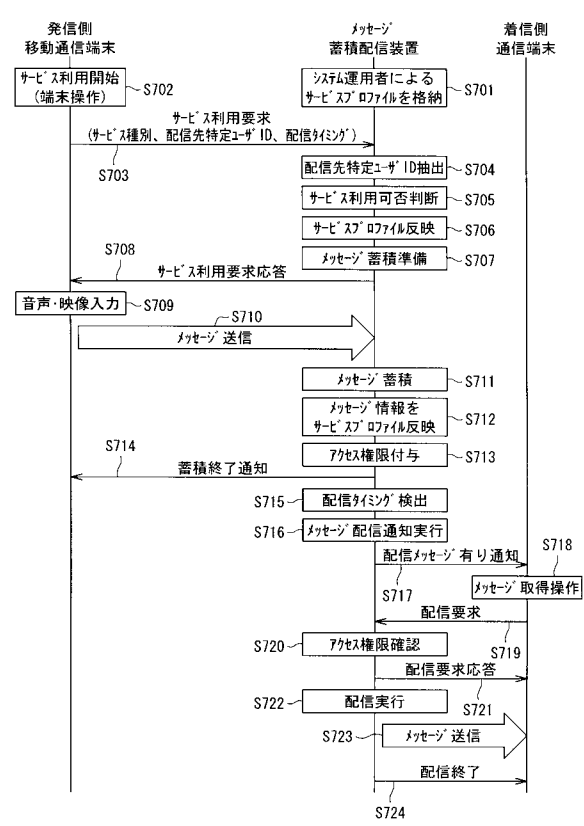 発信側
移動通信端末
メッセージ
蓄積配信装置
着信側
通信端末
サービス利用開始
(端末操作)
S702
システム運用者による
サービスプロファイルを格納
S701
サービス利用要求
(サービス種別、配信先特定ユーザID、配信タイミング)
S703
配信先特定ユーザID抽出
S704
サービス利用可否判断
S705
サービスプロファイル反映
S706
メッセージ蓄積準備
S707
S708
サービス利用要求応答
音声・映像入力
S709
S710
メッセージ送信
メッセージ蓄積
S711
メッセージ情報を
サービスプロファイル反映
S712
アクセス権限付与
S713
S714
蓄積終了通知
S715
配信タイミング検出
S716
メッセージ配信通知実行
配信メッセージ有り通知
S717
S718
メッセージ取得操作
配信要求
S719
S720
アクセス権限確認
配信要求応答
S721
S722
配信実行
S723
メッセージ送信
配信終了
S724